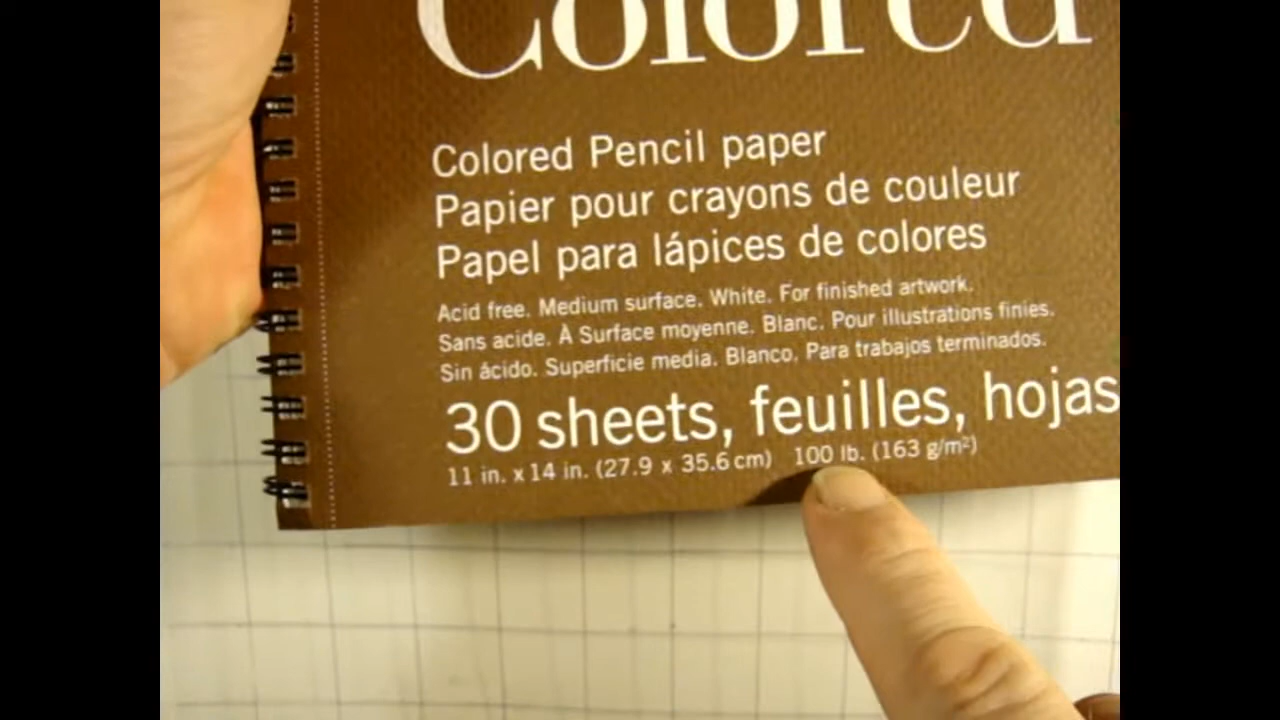 Colored
Colored Pencil paper
Papier pour crayons de couleur
Papel para lápices de colores
Acid free. Medium surface. White. For finished artwork.
Sans acide. À Surface moyenne. Blanc. Pour illustrations finies.
Sin ácido. Superficie media. Blanco. Para trabajos terminados.
30 sheets, feuilles, hojas
11 in. x 14 in. (27.9 x 35.6 cm) 100 lb. (163 g/m²)